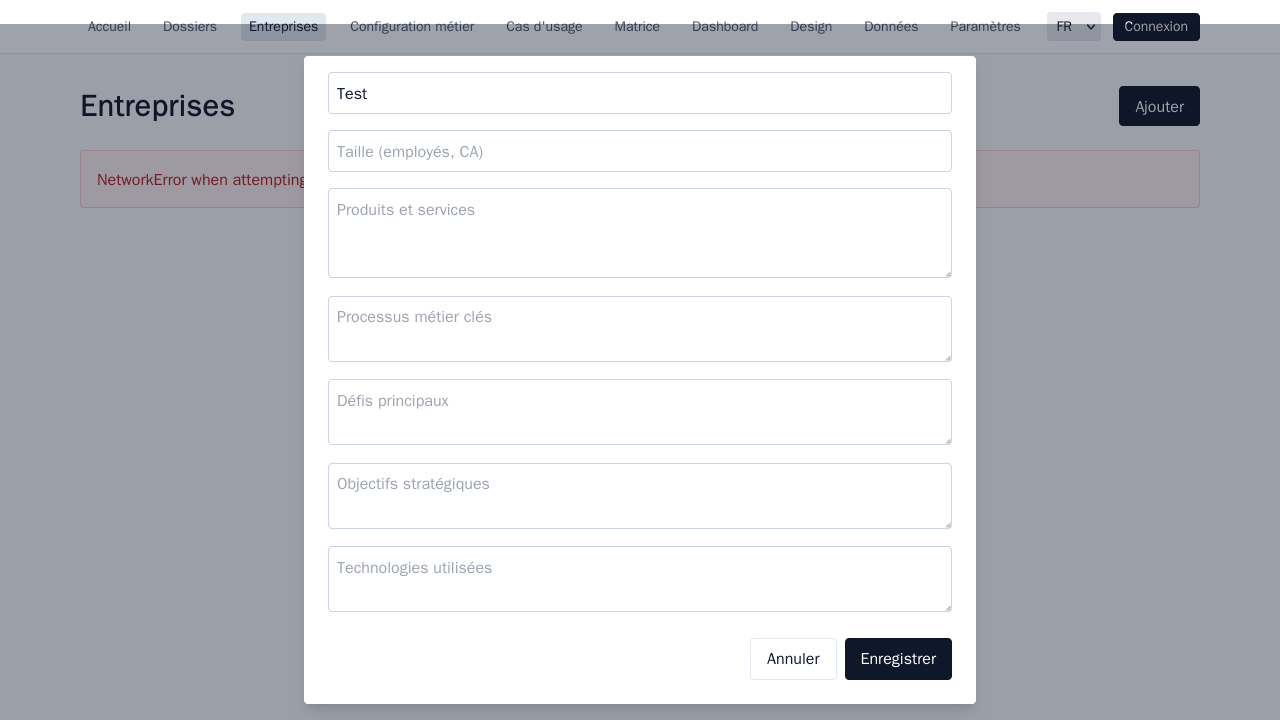 Accueil Dossiers Entreprises Configuration métier Cas d'usage Matrice Dashboard Design Données Paramètres FR Connexion
Entreprises
Ajouter
NetworkError when attempting
Test
Taille (employés, CA)
Produits et services
Processus métier clés
Défis principaux
Objectifs stratégiques
Technologies utilisées
Annuler Enregistrer